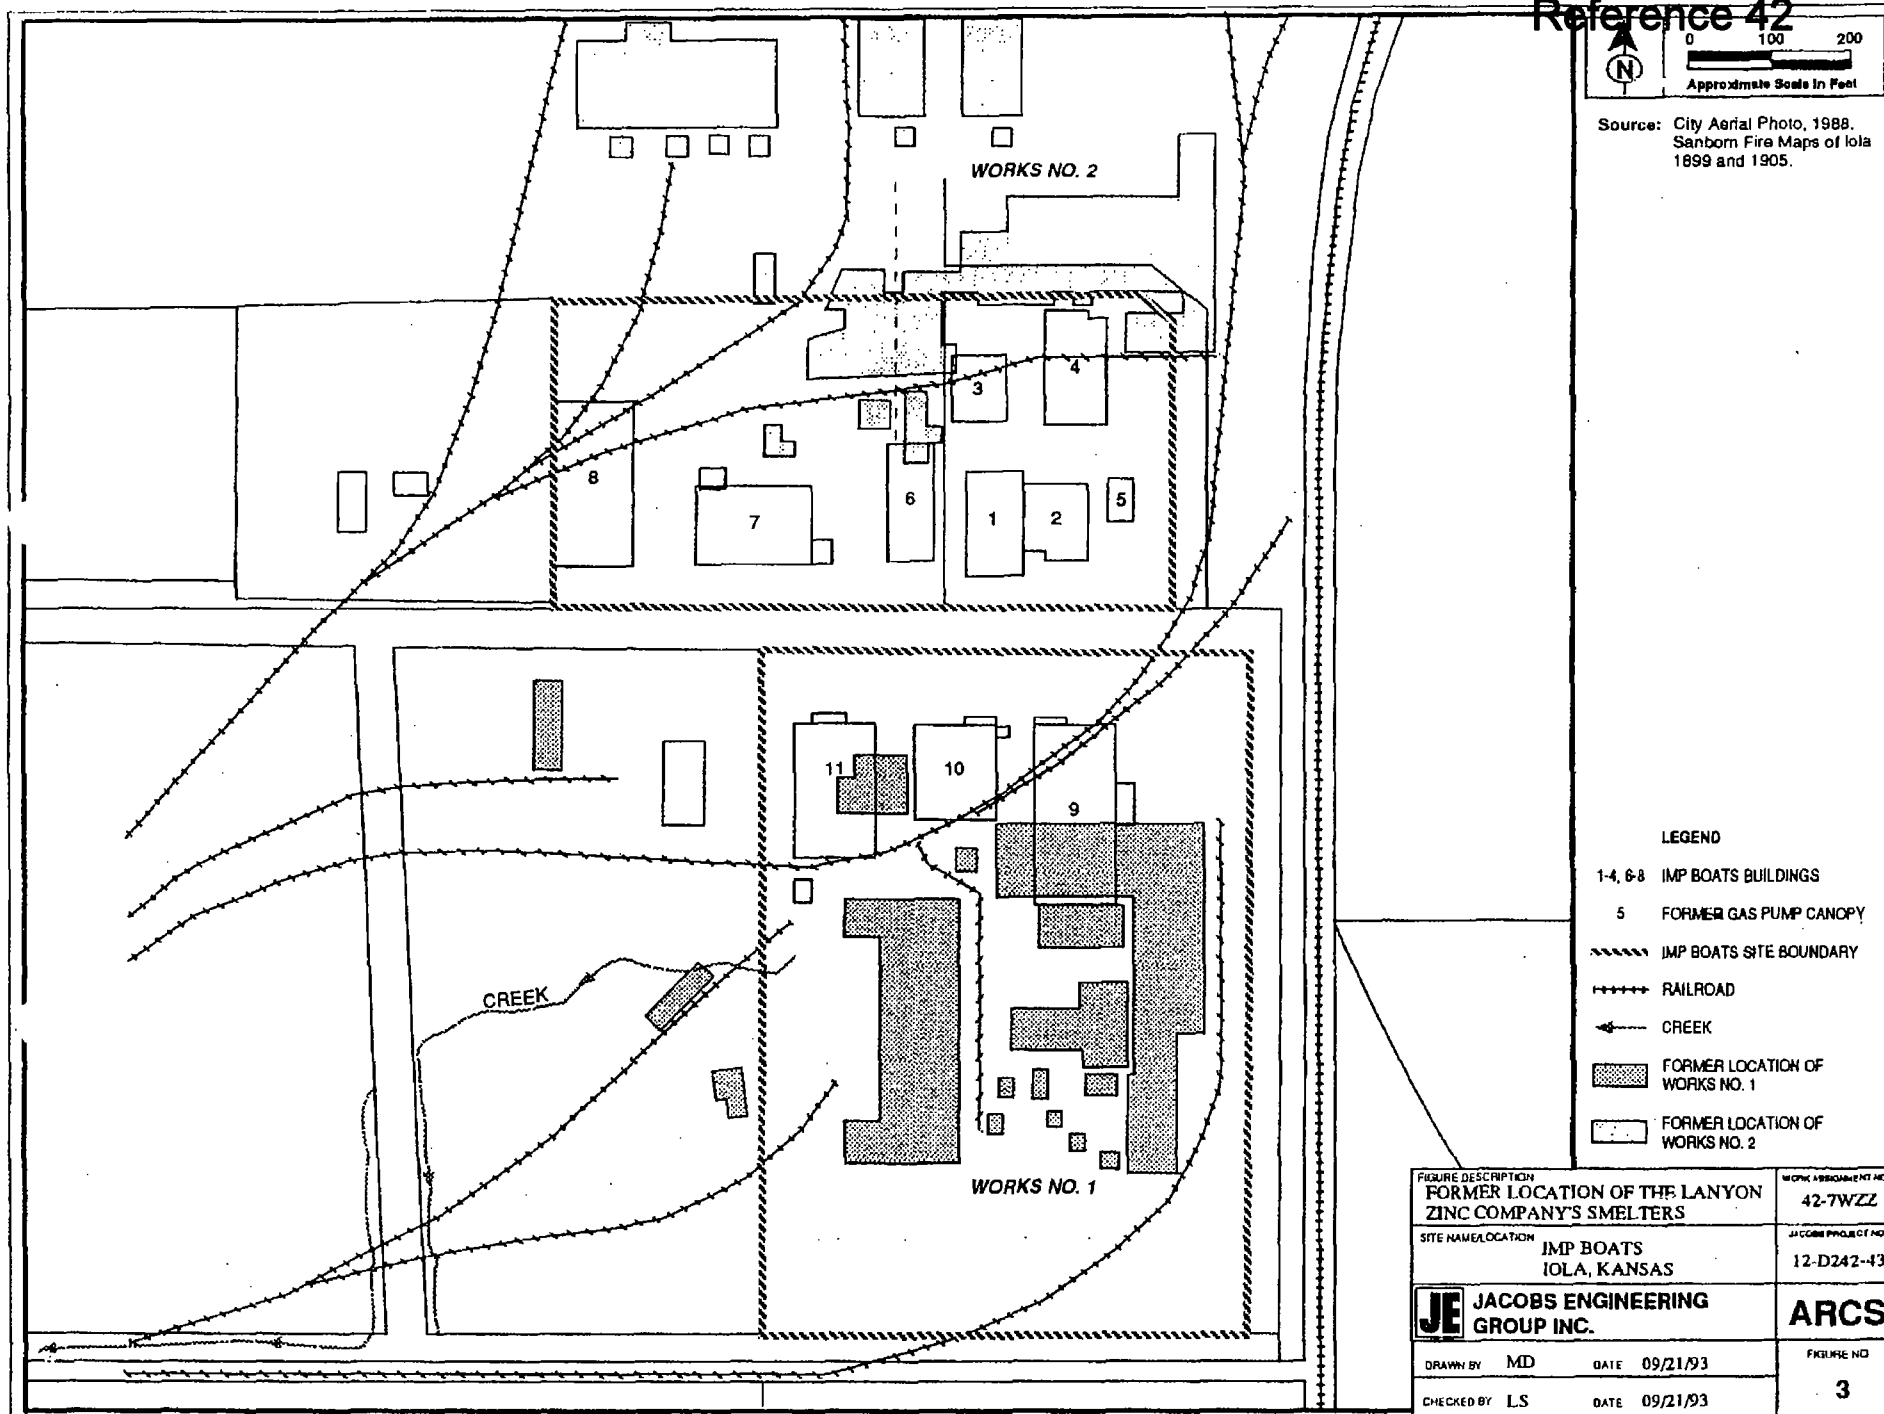 Reference 42
0 100 200
N
Approximate Scale in Feet
Source: City Aerial Photo, 1988.
Sanborn Fire Maps of Iola
1899 and 1905.
WORKS NO. 2
3
4
8
7
6
1
2
5
11
10
9
CREEK
WORKS NO. 1
LEGEND
1-4, 6-8 IMP BOATS BUILDINGS
5 FORMER GAS PUMP CANOPY
IMP BOATS SITE BOUNDARY
RAILROAD
CREEK
FORMER LOCATION OF
WORKS NO. 1
FORMER LOCATION OF
WORKS NO. 2
FIGURE DESCRIPTION
FORMER LOCATION OF THE LANYON
ZINC COMPANY'S SMELTERS
WORK ASSIGNMENT NO
42-7WZZ
SITE NAME/LOCATION
IMP BOATS
IOLA, KANSAS
JACOBS PROJECT NO
12-D242-43
JE JACOBS ENGINEERING
GROUP INC.
ARCS
DRAWN BY MD DATE 09/21/93
CHECKED BY LS DATE 09/21/93
FIGURE NO
3